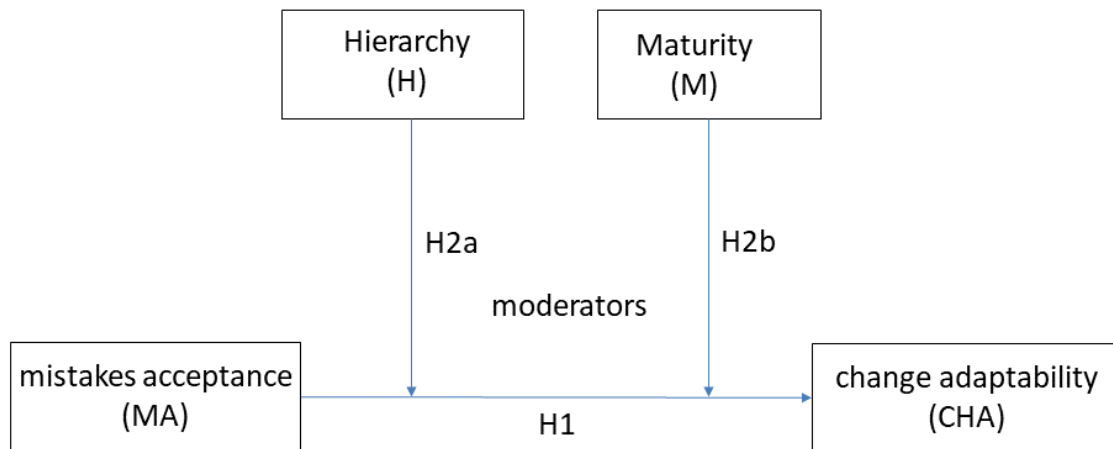 Hierarchy
(H)
Maturity
(M)
H2a
H2b
moderators
mistakes acceptance
(MA)
H1
change adaptability
(CHA)